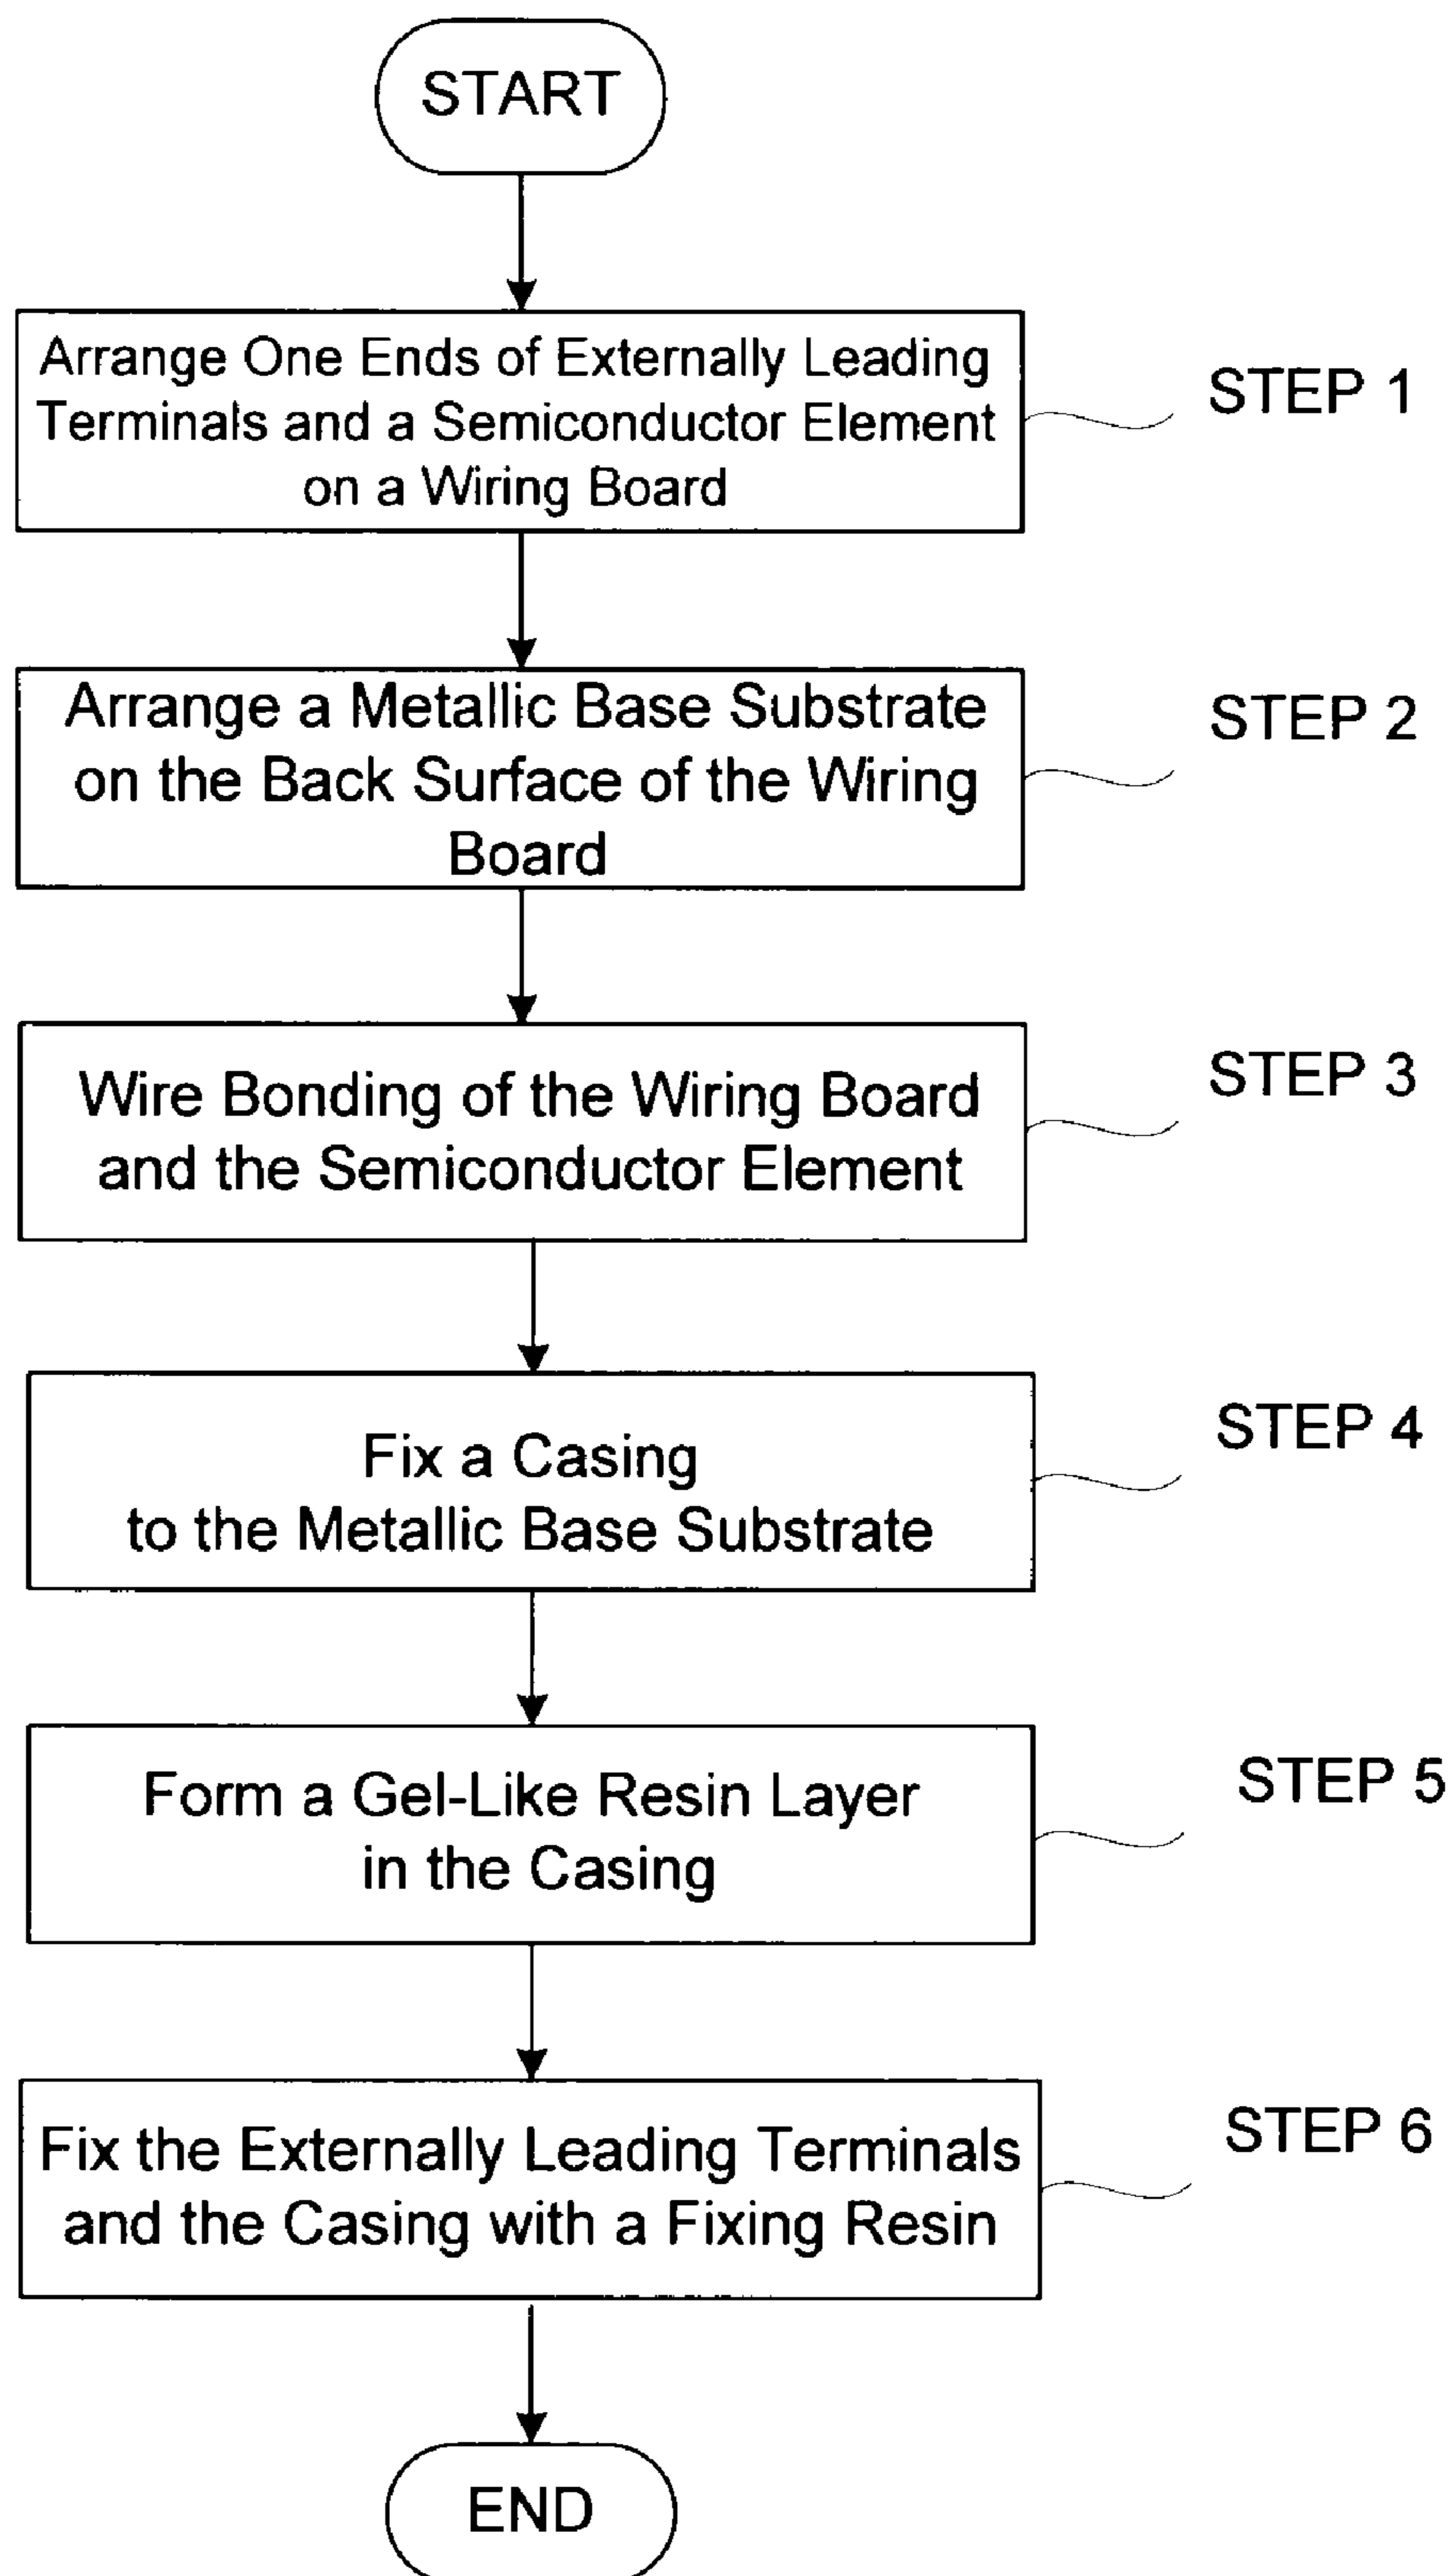 START
Arrange One Ends of Externally Leading
Terminals and a Semiconductor Element
on a Wiring Board
STEP 1
Arrange a Metallic Base Substrate
on the Back Surface of the Wiring
Board
STEP 2
Wire Bonding of the Wiring Board
and the Semiconductor Element
STEP 3
Fix a Casing
to the Metallic Base Substrate
STEP 4
Form a Gel-Like Resin Layer
in the Casing
STEP 5
Fix the Externally Leading Terminals
and the Casing with a Fixing Resin
STEP 6
END